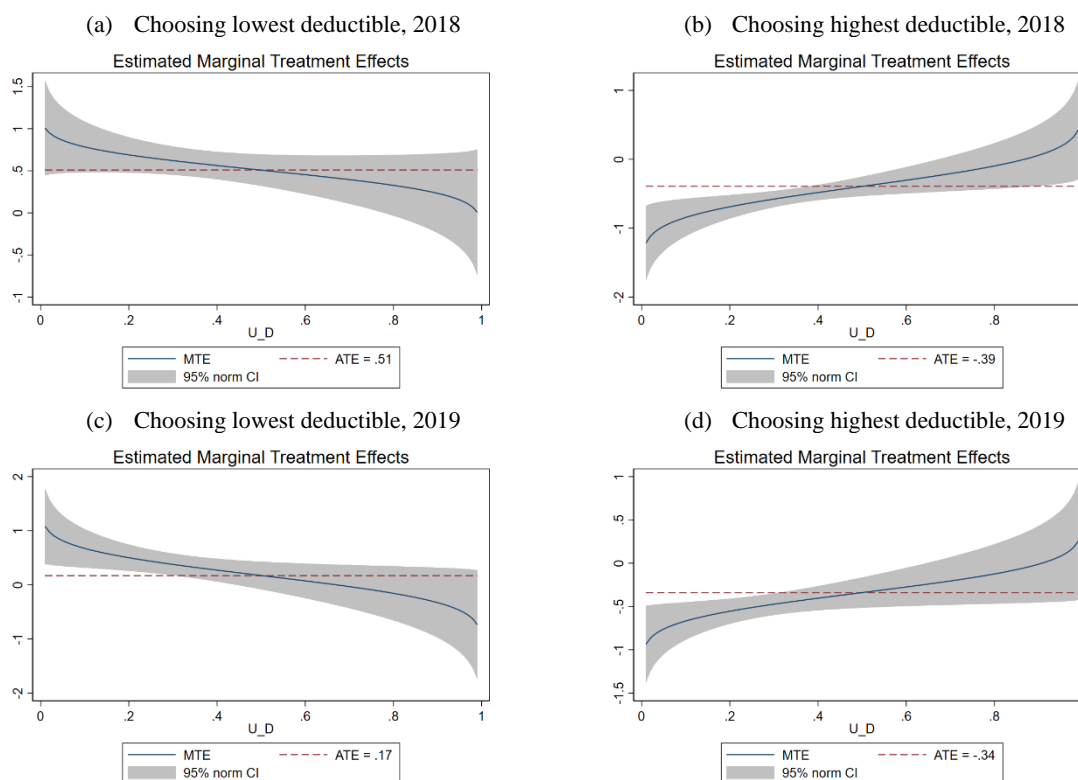 (a) Choosing lowest deductible, 2018
Estimated Marginal Treatment Effects
1.5
1
.5
0
-.5
-1
0 .2 .4 .6 .8 1
U_D
MTE ATE = .51
95% norm CI
(b) Choosing highest deductible, 2018
Estimated Marginal Treatment Effects
1
0
-1
-2
0 .2 .4 .6 .8
U_D
MTE ATE = -.39
95% norm CI
(c) Choosing lowest deductible, 2019
Estimated Marginal Treatment Effects
2
1
0
-1
-2
0 .2 .4 .6 .8 1
U_D
MTE ATE = .17
95% norm CI
(d) Choosing highest deductible, 2019
Estimated Marginal Treatment Effects
1
.5
0
-.5
-1
-1.5
0 .2 .4 .6 .8
U_D
MTE ATE = -.34
95% norm CI